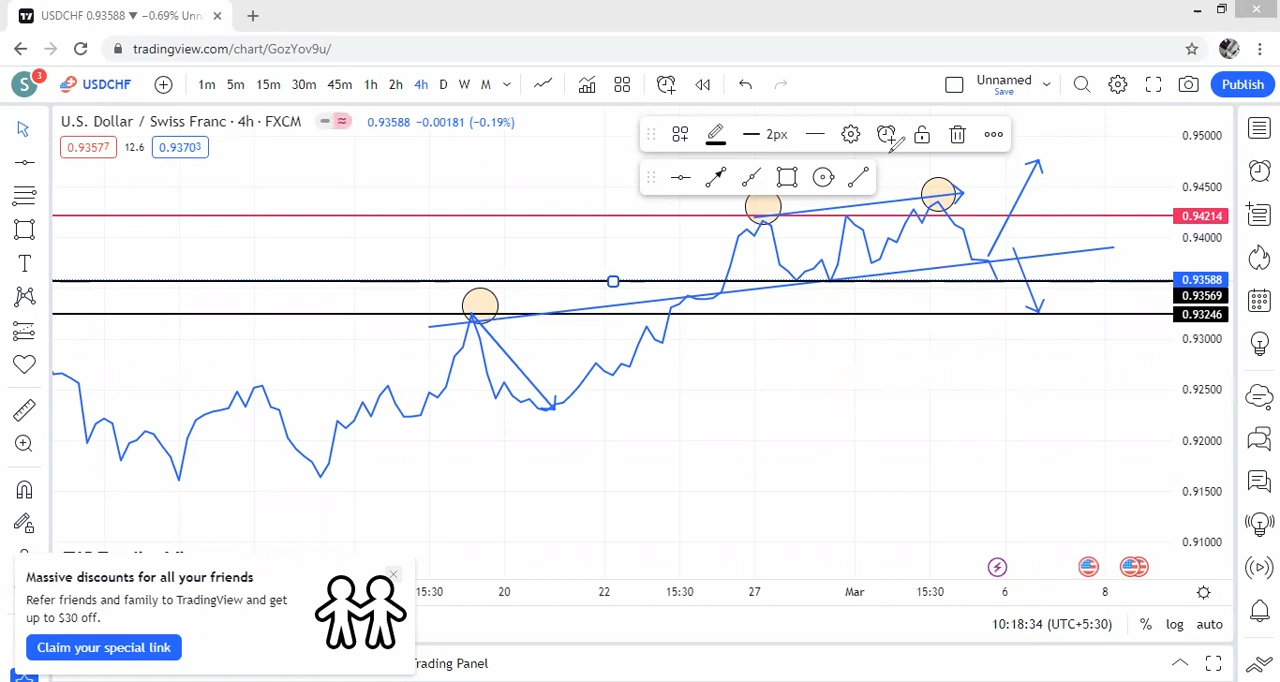 USDCHF 0.93588 ▼ −0.69% Unn
tradingview.com/chart/GozYov9u/
S 3 USDCHF 1m 5m 15m 30m 45m 1h 2h 4h D W M Unnamed Save Publish
U.S. Dollar / Swiss Franc · 4h · FXCM 0.93588 −0.00181 (−0.19%)
0.93577 12.6 0.93703
2px
0.95000
0.94500
0.94214
0.94000
0.93588
0.93569
0.93246
0.93000
0.92500
0.92000
0.91500
0.91000
15:30 20 22 15:30 27 Mar 15:30 6 8
Massive discounts for all your friends
Refer friends and family to TradingView and get
up to $30 off.
Claim your special link
10:18:34 (UTC+5:30) % log auto
Trading Panel